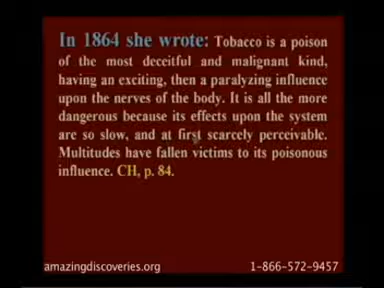 In 1864 she wrote: Tobacco is a poison
of the most deceitful and malignant kind,
having an exciting, then a paralyzing influence
upon the nerves of the body. It is all the more
dangerous because its effects upon the system
are so slow, and at first scarcely perceivable.
Multitudes have fallen victims to its poisonous
influence. CH, p. 84.
amazingdiscoveries.org 1-866-572-9457